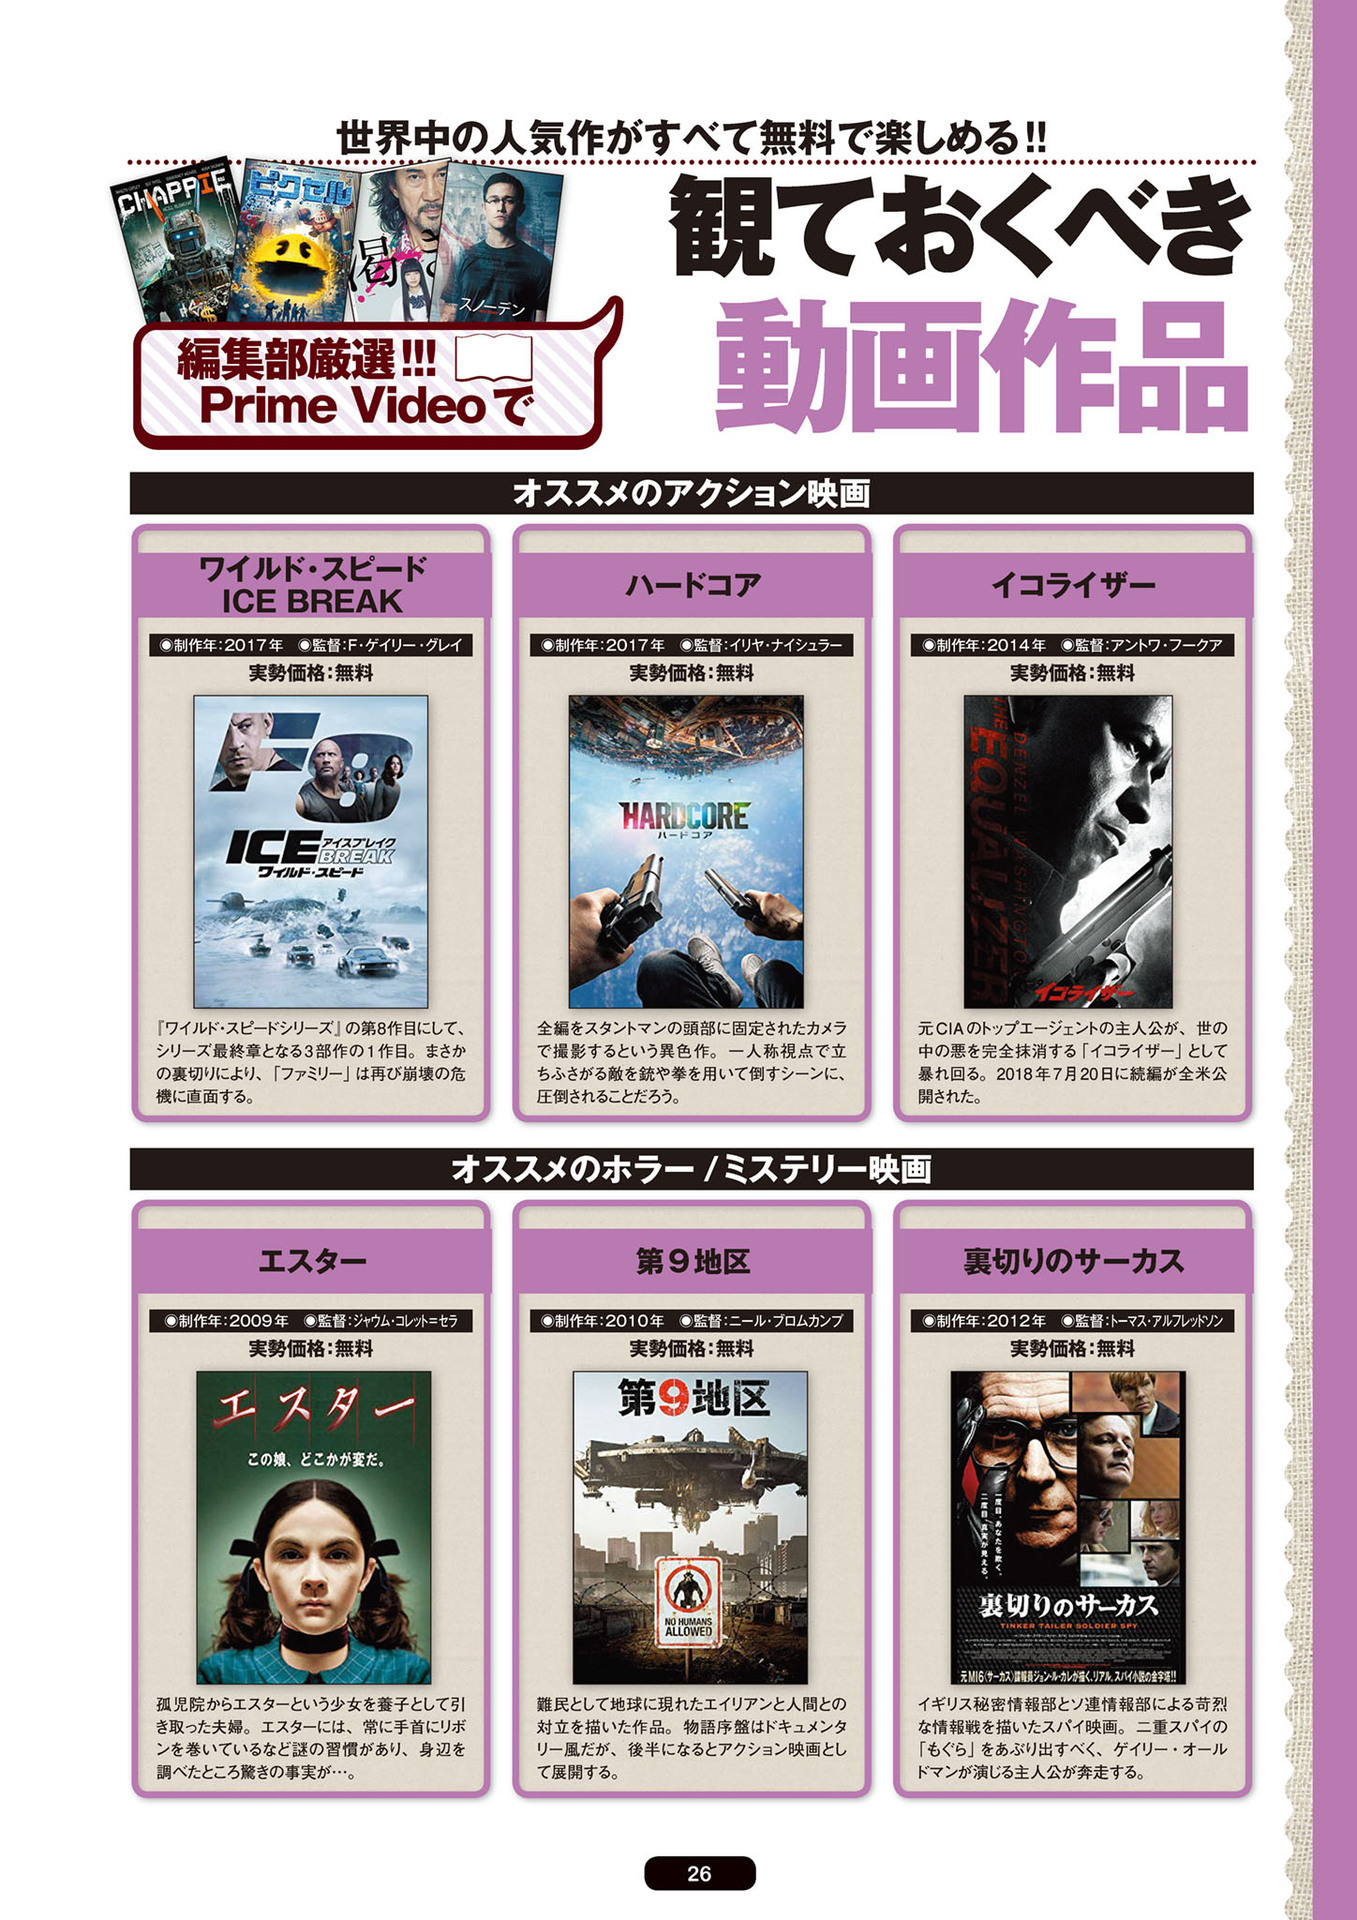 世界中の人気作がすべて無料で楽しめる!!
CHAPPIE
ピクセル
渇き
スノーデン
編集部厳選!!!
Prime Videoで
観ておくべき
動画作品
オススメのアクション映画
ワイルド・スピード
ICE BREAK
◉制作年：2017年　◉監督：F・ゲイリー・グレイ
実勢価格：無料
F8
ICE
アイスブレイク
BREAK
ワイルド・スピード
『ワイルド・スピードシリーズ』の第8作目にして、
シリーズ最終章となる3部作の1作目。まさか
の裏切りにより、「ファミリー」は再び崩壊の危
機に直面する。
ハードコア
◉制作年：2017年　◉監督：イリヤ・ナイシュラー
実勢価格：無料
HARDCORE
ハードコア
全編をスタントマンの頭部に固定されたカメラ
で撮影するという異色作。一人称視点で立
ちふさがる敵を銃や拳を用いて倒すシーンに、
圧倒されることだろう。
イコライザー
◉制作年：2014年　◉監督：アントワ・フークア
実勢価格：無料
DENZEL WASHINGTON
THE EQUALIZER
イコライザー
元CIAのトップエージェントの主人公が、世の
中の悪を完全抹消する「イコライザー」として
暴れ回る。2018年7月20日に続編が全米公
開された。
オススメのホラー/ミステリー映画
エスター
◉制作年：2009年　◉監督：ジャウム・コレット＝セラ
実勢価格：無料
エスター
この娘、どこかが変だ。
孤児院からエスターという少女を養子として引
き取った夫婦。エスターには、常に手首にリボ
ンを巻いているなど謎の習慣があり、身辺を
調べたところ驚きの事実が…。
第9地区
◉制作年：2010年　◉監督：ニール・ブロムカンプ
実勢価格：無料
第9地区
NO HUMANS
ALLOWED
難民として地球に現れたエイリアンと人間との
対立を描いた作品。物語序盤はドキュメンタ
リー風だが、後半になるとアクション映画とし
て展開する。
裏切りのサーカス
◉制作年：2012年　◉監督：トーマス・アルフレッドソン
実勢価格：無料
一度目、あなたを欺く。
二度目、真実が見える。
裏切りのサーカス
TINKER TAILER SOLDIER SPY
元MI6〈サーカス〉諜報員ジョン・ル・カレが描く、リアル、スパイ小説の金字塔!!
イギリス秘密情報部とソ連情報部による苛烈
な情報戦を描いたスパイ映画。二重スパイの
「もぐら」をあぶり出すべく、ゲイリー・オール
ドマンが演じる主人公が奔走する。
26